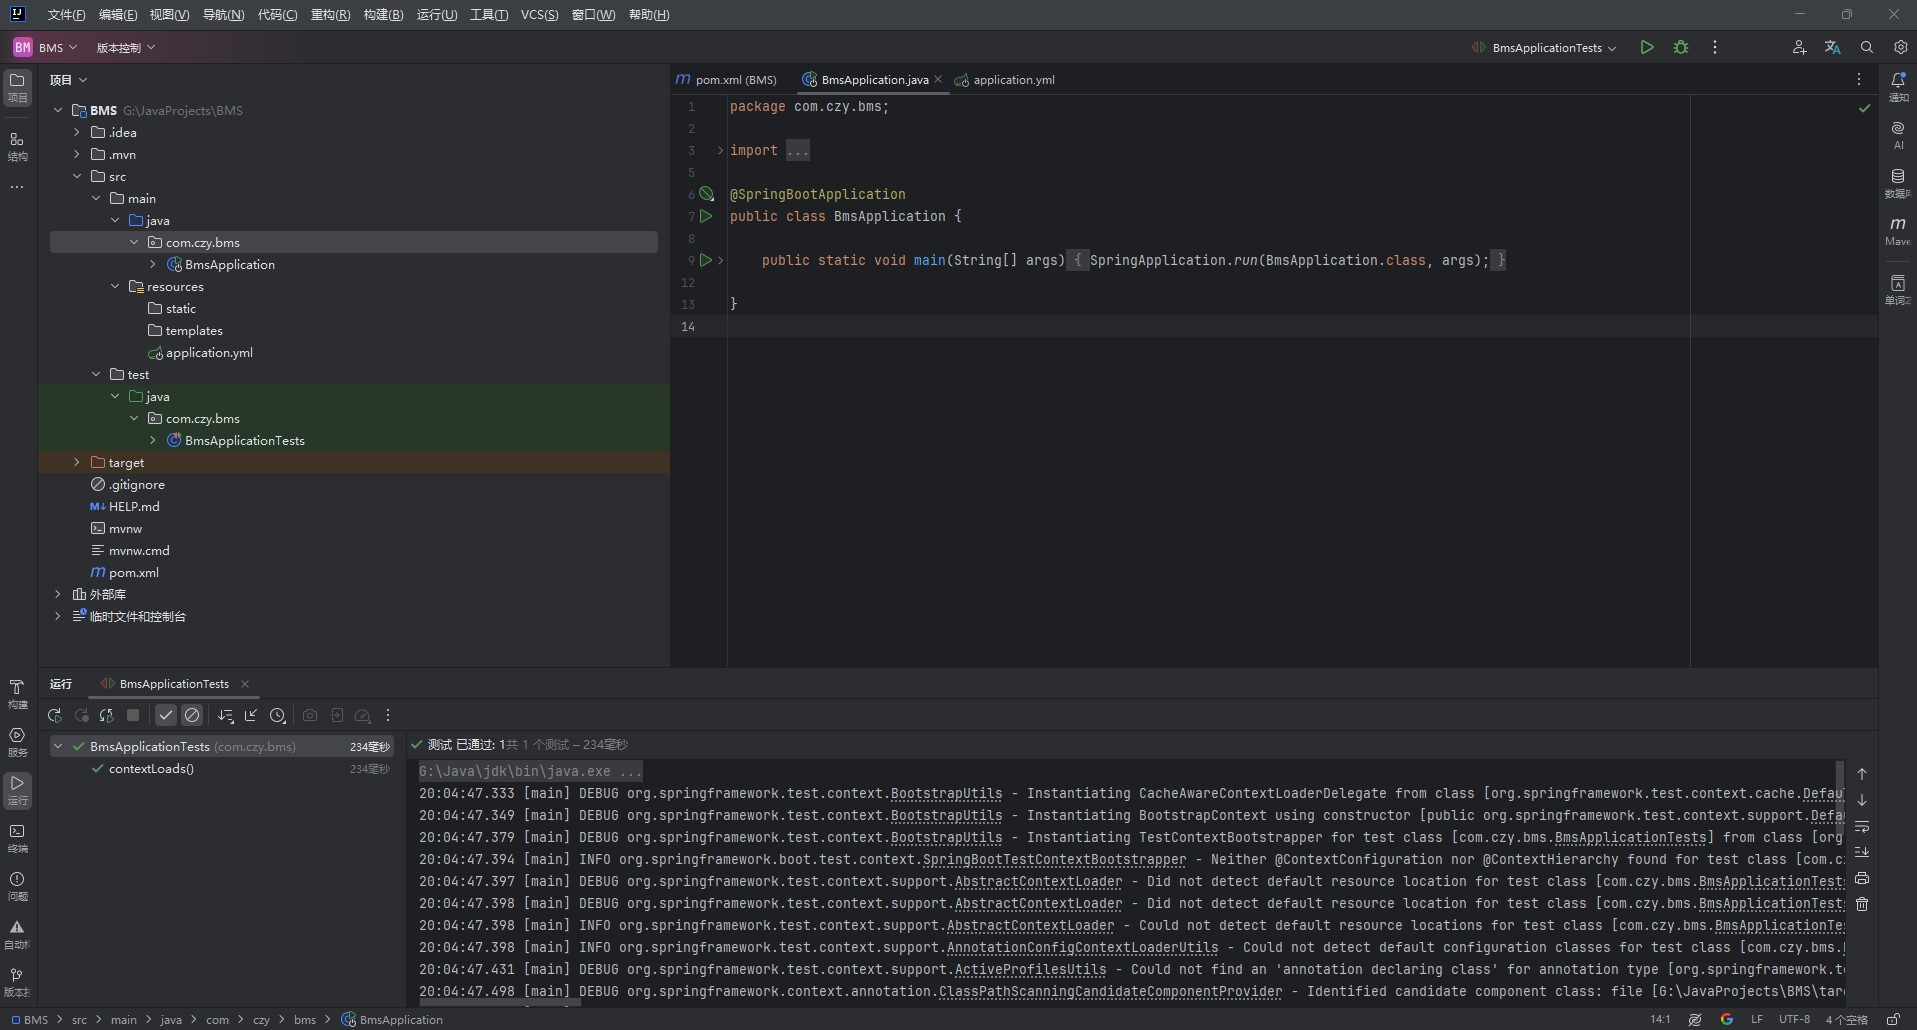 文件(F) 编辑(E) 视图(V) 导航(N) 代码(C) 重构(R) 构建(B) 运行(U) 工具(T) VCS(S) 窗口(W) 帮助(H)
BM BMS 版本控制 BmsApplicationTests
项目
项目
结构
BMS G:\JavaProjects\BMS
.idea
.mvn
src
main
java
com.czy.bms
BmsApplication
resources
static
templates
application.yml
test
java
com.czy.bms
BmsApplicationTests
target
.gitignore
HELP.md
mvnw
mvnw.cmd
pom.xml
外部库
临时文件和控制台
pom.xml (BMS) BmsApplication.java application.yml
1 package com.czy.bms;
2
3 import ...
5
6 @SpringBootApplication
7 public class BmsApplication {
8
9 public static void main(String[] args) { SpringApplication.run(BmsApplication.class, args); }
12
13 }
14
通知
AI
数据库
Mave
单词
构建
服务
运行
终端
问题
自动
版本
运行 BmsApplicationTests
BmsApplicationTests (com.czy.bms) 234毫秒
contextLoads() 234毫秒
测试 已通过: 1共 1 个测试 – 234毫秒
G:\Java\jdk\bin\java.exe ...
20:04:47.333 [main] DEBUG org.springframework.test.context.BootstrapUtils - Instantiating CacheAwareContextLoaderDelegate from class [org.springframework.test.context.cache.Defau
20:04:47.349 [main] DEBUG org.springframework.test.context.BootstrapUtils - Instantiating BootstrapContext using constructor [public org.springframework.test.context.support.Defa
20:04:47.379 [main] DEBUG org.springframework.test.context.BootstrapUtils - Instantiating TestContextBootstrapper for test class [com.czy.bms.BmsApplicationTests] from class [org
20:04:47.394 [main] INFO org.springframework.boot.test.context.SpringBootTestContextBootstrapper - Neither @ContextConfiguration nor @ContextHierarchy found for test class [com.c
20:04:47.397 [main] DEBUG org.springframework.test.context.support.AbstractContextLoader - Did not detect default resource location for test class [com.czy.bms.BmsApplicationTest
20:04:47.398 [main] DEBUG org.springframework.test.context.support.AbstractContextLoader - Did not detect default resource location for test class [com.czy.bms.BmsApplicationTest
20:04:47.398 [main] INFO org.springframework.test.context.support.AbstractContextLoader - Could not detect default resource locations for test class [com.czy.bms.BmsApplicationTe
20:04:47.398 [main] INFO org.springframework.test.context.support.AnnotationConfigContextLoaderUtils - Could not detect default configuration classes for test class [com.czy.bms.
20:04:47.431 [main] DEBUG org.springframework.test.context.support.ActiveProfilesUtils - Could not find an 'annotation declaring class' for annotation type [org.springframework.t
20:04:47.498 [main] DEBUG org.springframework.context.annotation.ClassPathScanningCandidateComponentProvider - Identified candidate component class: file [G:\JavaProjects\BMS\tar
BMS src main java com czy bms BmsApplication
14:1 LF UTF-8 4 个空格